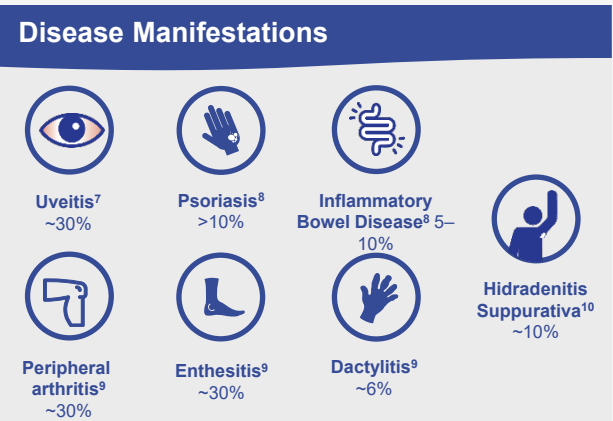 Disease Manifestations
Uveitis⁷
~30%
Psoriasis⁸
>10%
Inflammatory
Bowel Disease⁸ 5–
10%
Hidradenitis
Suppurativa¹⁰
~10%
Peripheral
arthritis⁹
~30%
Enthesitis⁹
~30%
Dactylitis⁹
~6%